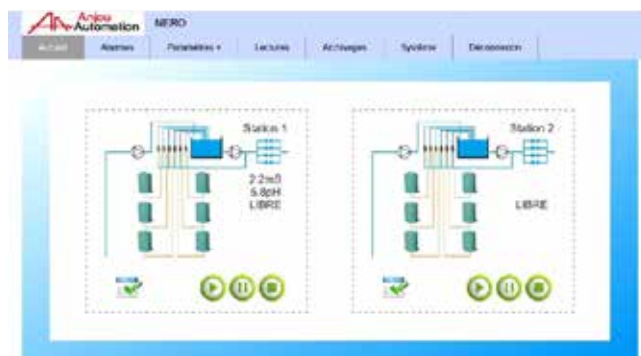 Anjou
Automation
NERO
Accueil Alarmes Paramètres Lectures Archivages Système Déconnexion
Station 1
2.2mS
5.8pH
LIBRE
Station 2
LIBRE